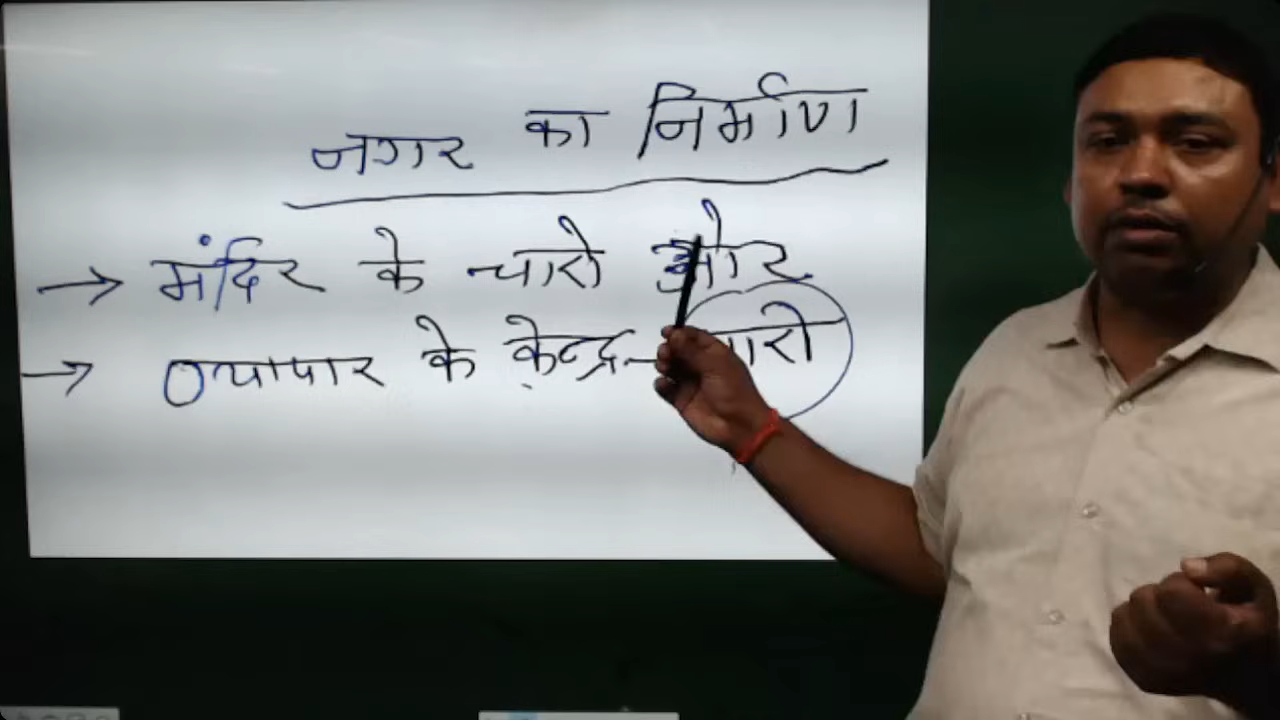 नगर का निर्माण
→ मंदिर के चारो ओर
→ व्यापार के केन्द्र-